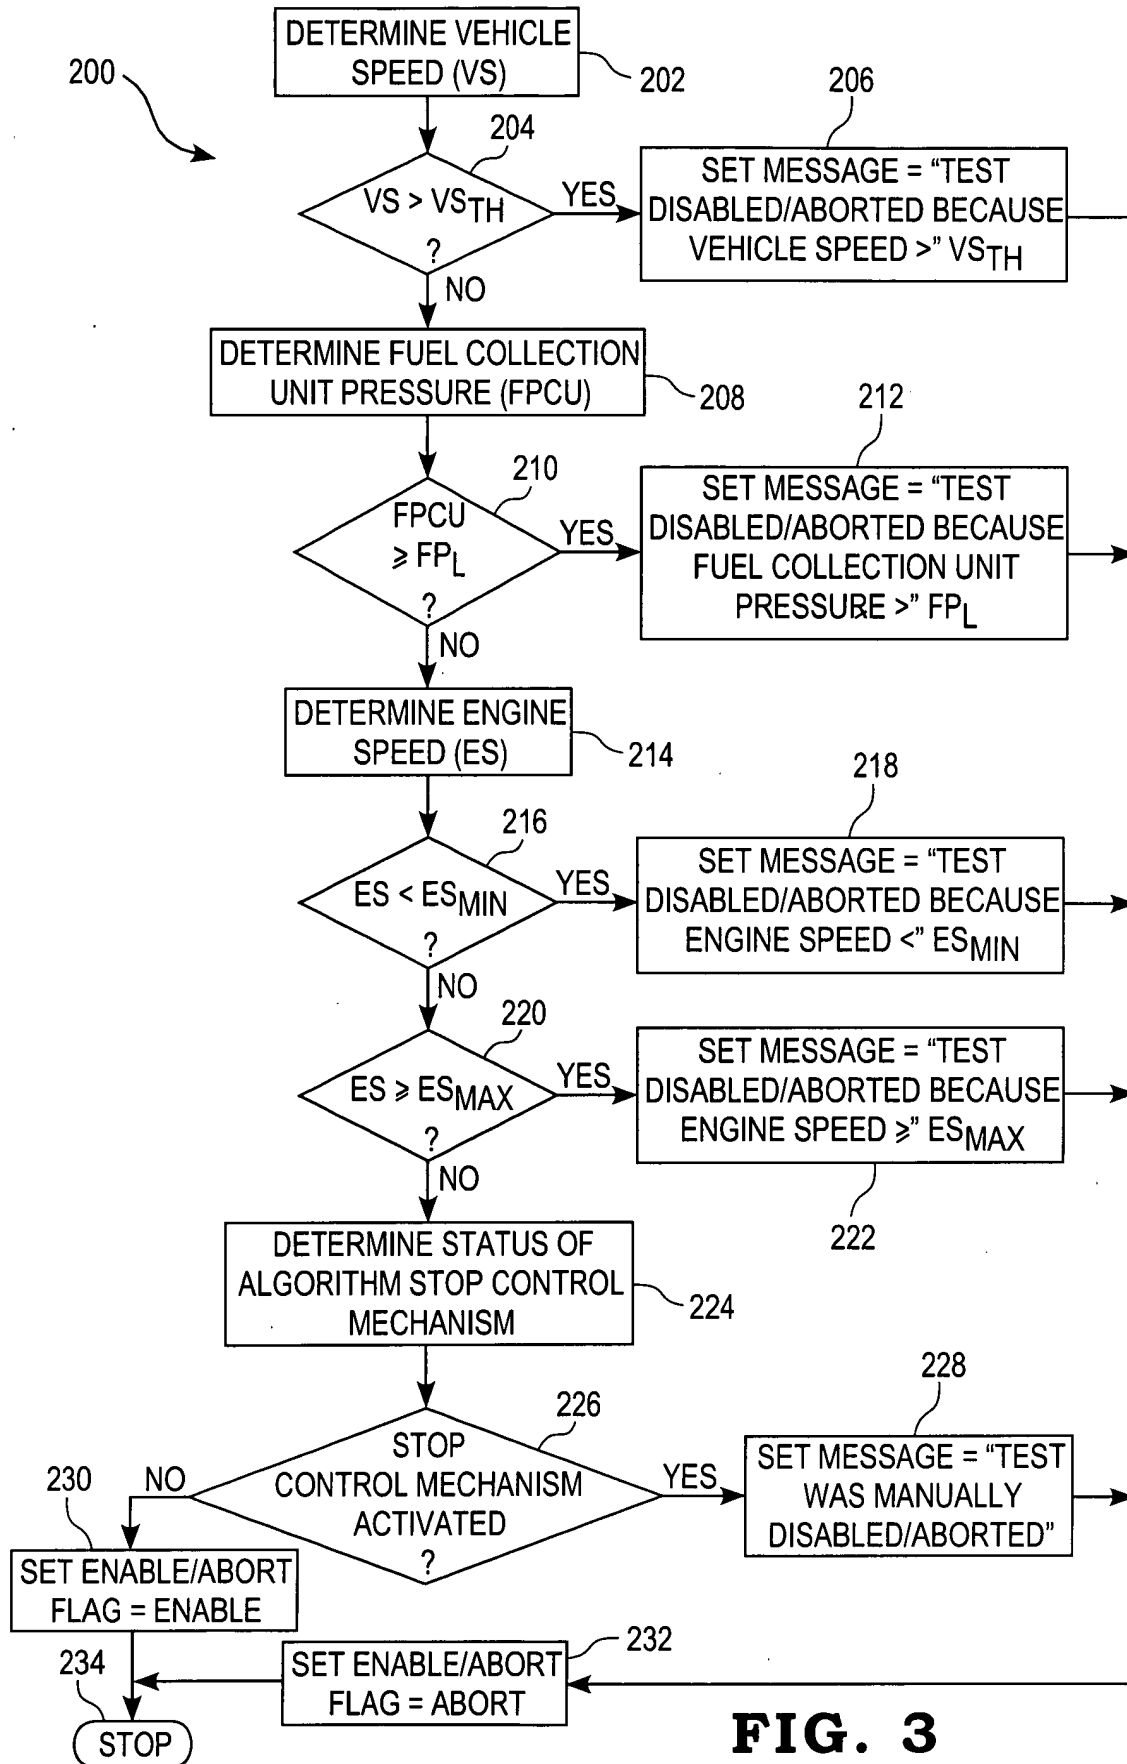 DETERMINE VEHICLE
SPEED (VS)
200
202
204
206
VS > VSTH
?
YES
SET MESSAGE = “TEST
DISABLED/ABORTED BECAUSE
VEHICLE SPEED >” VSTH
NO
DETERMINE FUEL COLLECTION
UNIT PRESSURE (FPCU)
208
210
212
FPCU
⩾ FPL
?
YES
SET MESSAGE = “TEST
DISABLED/ABORTED BECAUSE
FUEL COLLECTION UNIT
PRESSURE >” FPL
NO
DETERMINE ENGINE
SPEED (ES)
214
216
218
ES < ESMIN
?
YES
SET MESSAGE = “TEST
DISABLED/ABORTED BECAUSE
ENGINE SPEED <” ESMIN
NO
220
ES ⩾ ESMAX
?
YES
SET MESSAGE = “TEST
DISABLED/ABORTED BECAUSE
ENGINE SPEED ⩾” ESMAX
222
NO
DETERMINE STATUS OF
ALGORITHM STOP CONTROL
MECHANISM
224
226
228
STOP
CONTROL MECHANISM
ACTIVATED
?
YES
SET MESSAGE = “TEST
WAS MANUALLY
DISABLED/ABORTED”
NO
230
SET ENABLE/ABORT
FLAG = ENABLE
232
SET ENABLE/ABORT
FLAG = ABORT
234
STOP
FIG. 3